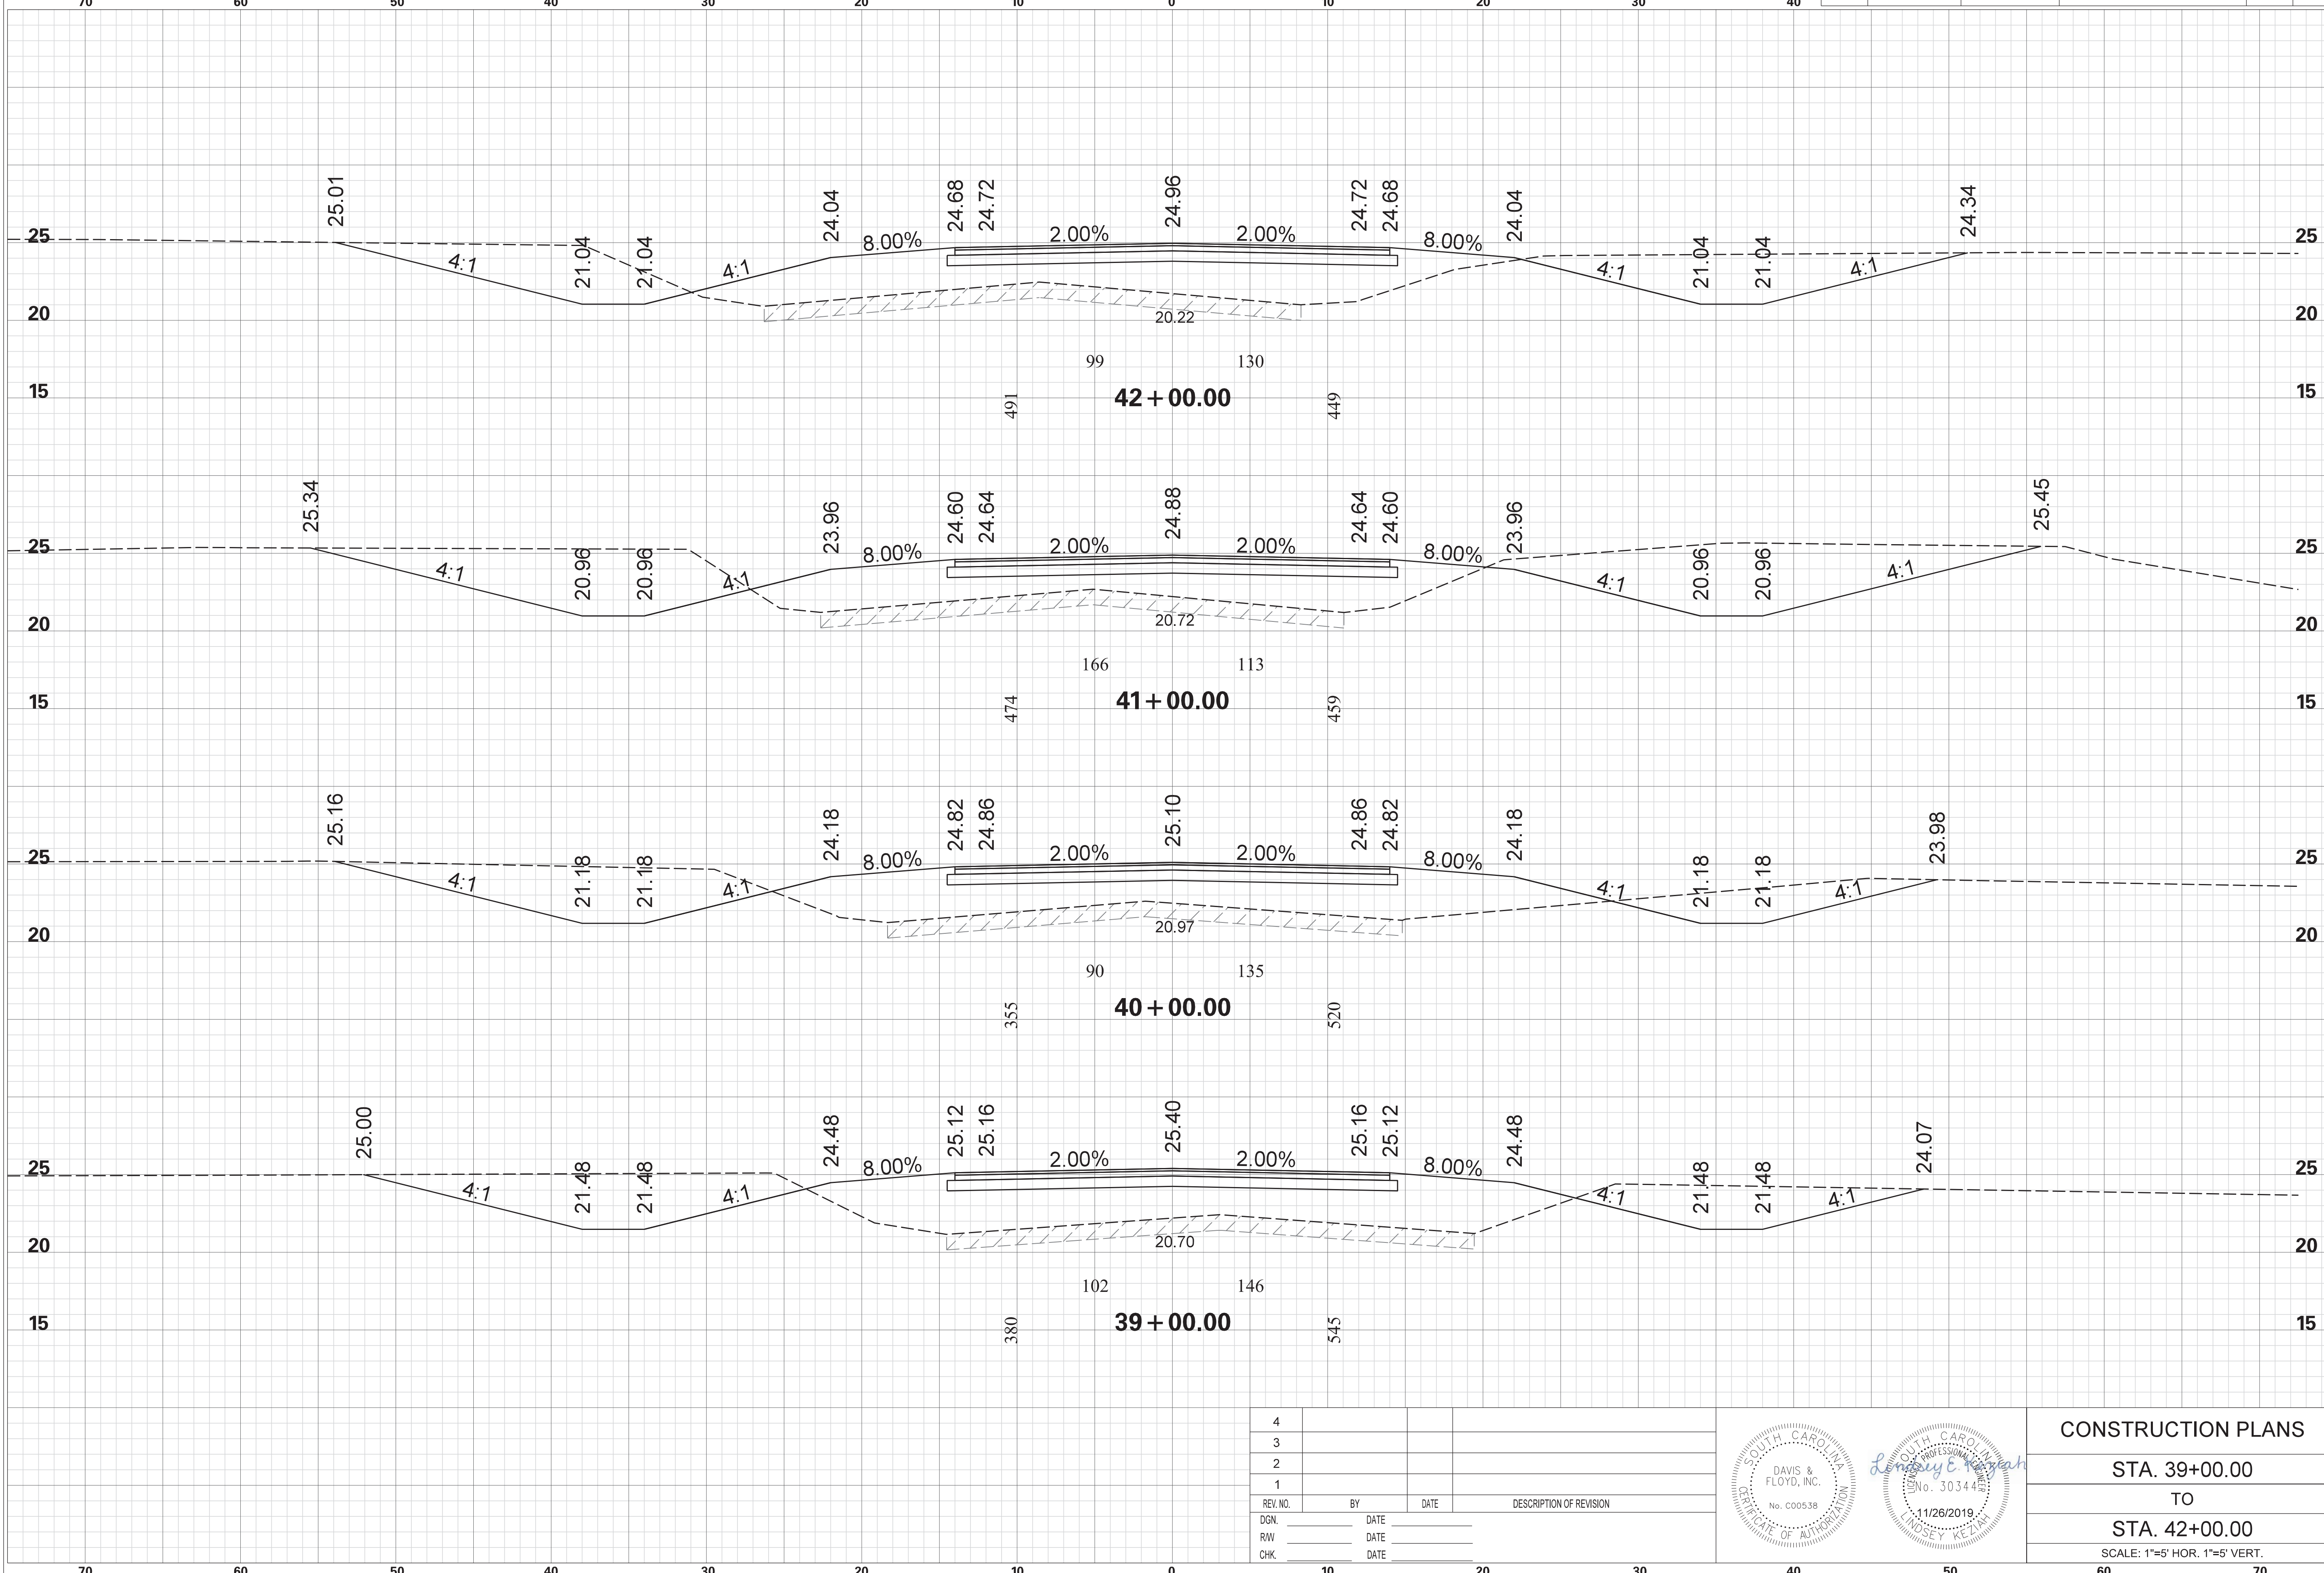 70 60 50 40 30 20 10 0 10 20 30 40
25.01 24.04 24.68 24.72 24.96 24.72 24.68 24.04 24.34
25 4:1 21.04 21.04 4:1 8.00% 2.00% 2.00% 8.00% 4:1 21.04 21.04 4:1 25
20 20.22 20
99 130
15 491 42+00.00 449 15
25.34 23.96 24.60 24.64 24.88 24.64 24.60 23.96 25.45
25 4:1 20.96 20.96 4:1 8.00% 2.00% 2.00% 8.00% 4:1 20.96 20.96 4:1 25
20 20.72 20
166 113
15 474 41+00.00 459 15
25.16 24.18 24.82 24.86 25.10 24.86 24.82 24.18 23.98
25 4:1 21.18 21.18 4:1 8.00% 2.00% 2.00% 8.00% 4:1 21.18 21.18 4:1 25
20 20.97 20
90 135
355 40+00.00 520
25.00 24.48 25.12 25.16 25.40 25.16 25.12 24.48 24.07
25 4:1 21.48 21.48 4:1 8.00% 2.00% 2.00% 8.00% 4:1 21.48 21.48 4:1 25
20 20.70 20
102 146
15 380 39+00.00 545 15
4
3
2
1
REV. NO. BY DATE DESCRIPTION OF REVISION
DGN. DATE
R/W DATE
CHK. DATE
SOUTH CAROLINA
DAVIS &
FLOYD, INC.
No. C00538
CERTIFICATE OF AUTHORIZATION
SOUTH CAROLINA
LICENSED PROFESSIONAL ENGINEER
Lindsey E. Keziah
No. 30344
11/26/2019
LINDSEY KEZIAH
CONSTRUCTION PLANS
STA. 39+00.00
TO
STA. 42+00.00
SCALE: 1"=5' HOR. 1"=5' VERT.
70 60 50 40 30 20 10 0 10 20 30 40 50 60 70